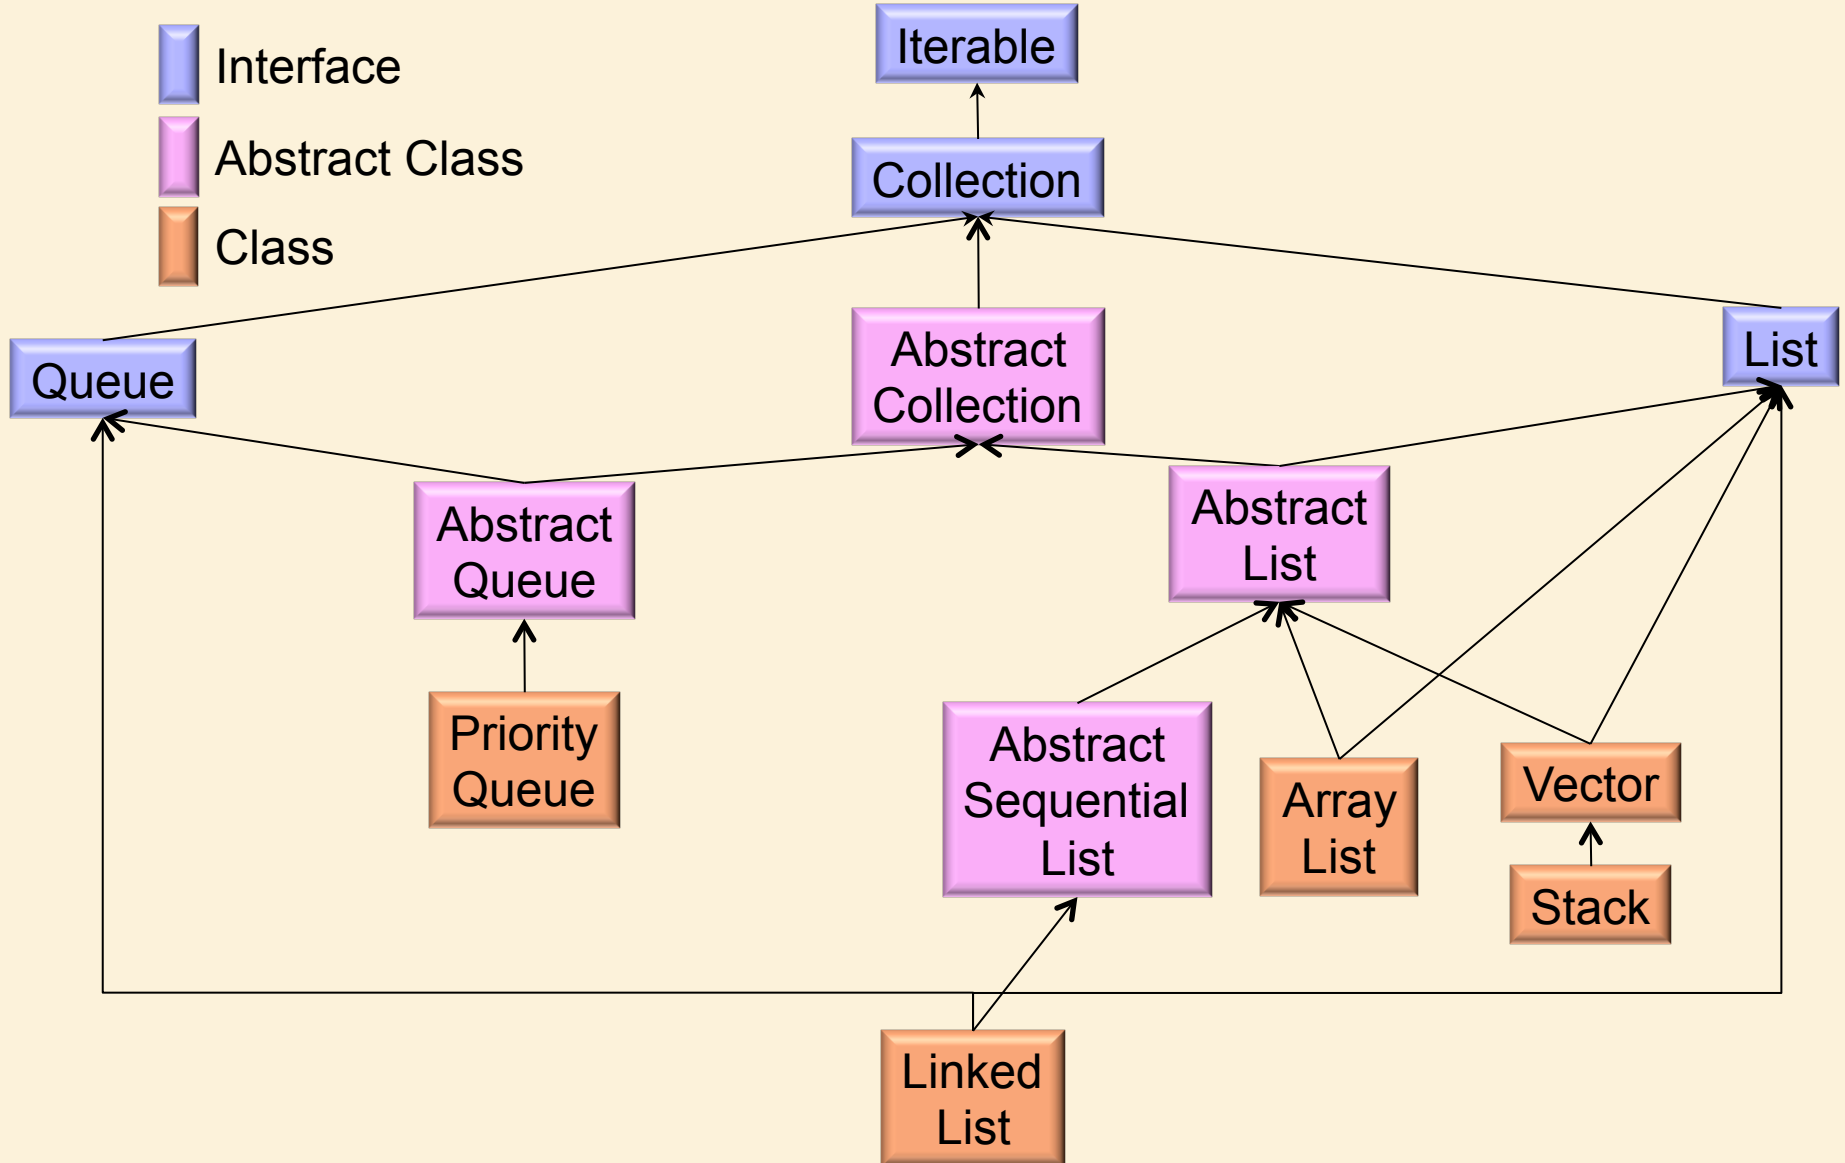 Interface
Abstract Class
Class
Iterable
Collection
Queue
Abstract
Collection
List
Abstract
Queue
Abstract
List
Priority
Queue
Abstract
Sequential
List
Array
List
Vector
Stack
Linked
List